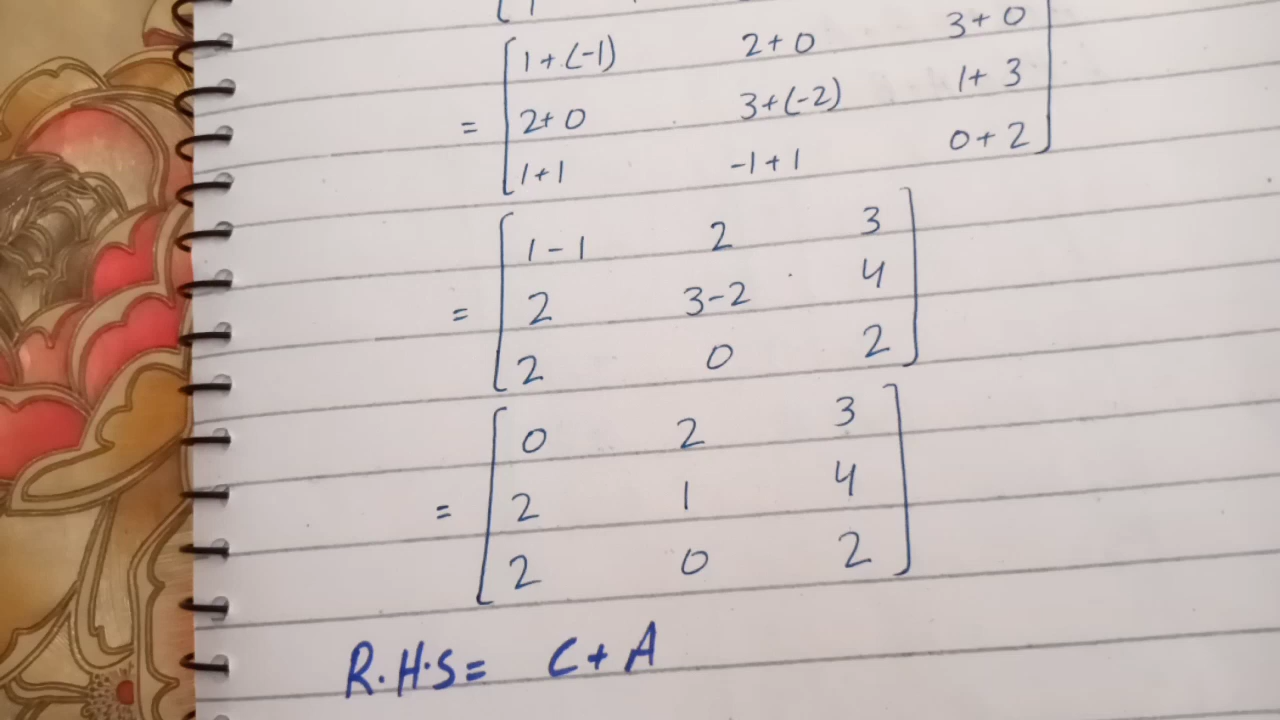 1+(-1) 2+0 3+0
= 2+0 3+(-2) 1+3
1+1 -1+1 0+2
1-1 2 3
= 2 3-2 4
2 0 2
0 2 3
= 2 1 4
2 0 2
R.H.S= C+A